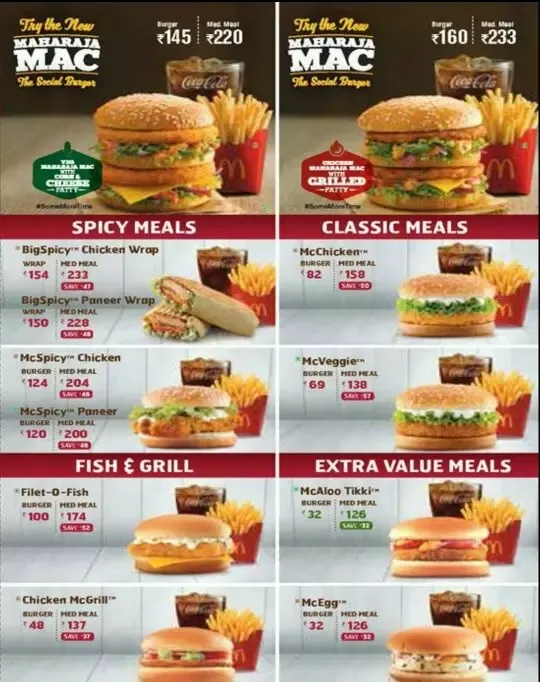 Try the New
MAHARAJA
MAC
The Social Burger
Burger Med. Meal
₹145 ₹220
Coca-Cola
VEG
MAHARAJA MAC
WITH
CORN &
CHEESE
PATTY
#SomeMoreTime
Try the New
MAHARAJA
MAC
The Social Burger
Burger Med. Meal
₹160 ₹233
Coca-Cola
CHICKEN
MAHARAJA MAC
WITH
GRILLED
PATTY
#SomeMoreTime
SPICY MEALS
BigSpicy™ Chicken Wrap
WRAP MED MEAL
₹154 ₹233
SAVE ₹47
BigSpicy™ Paneer Wrap
WRAP MED MEAL
₹150 ₹228
McSpicy™ Chicken
BURGER MED MEAL
₹124 ₹204
McSpicy™ Paneer
BURGER MED MEAL
₹120 ₹200
FISH & GRILL
Filet-O-Fish
BURGER MED MEAL
₹100 ₹174
SAVE ₹52
Chicken McGrill™
BURGER MED MEAL
₹48 ₹137
SAVE ₹37
CLASSIC MEALS
McChicken™
BURGER MED MEAL
₹82 ₹158
SAVE ₹50
McVeggie™
BURGER MED MEAL
₹69 ₹138
SAVE ₹57
EXTRA VALUE MEALS
McAloo Tikki™
BURGER MED MEAL
₹32 ₹126
SAVE ₹32
McEgg™
BURGER MED MEAL
₹32 ₹126
SAVE ₹32